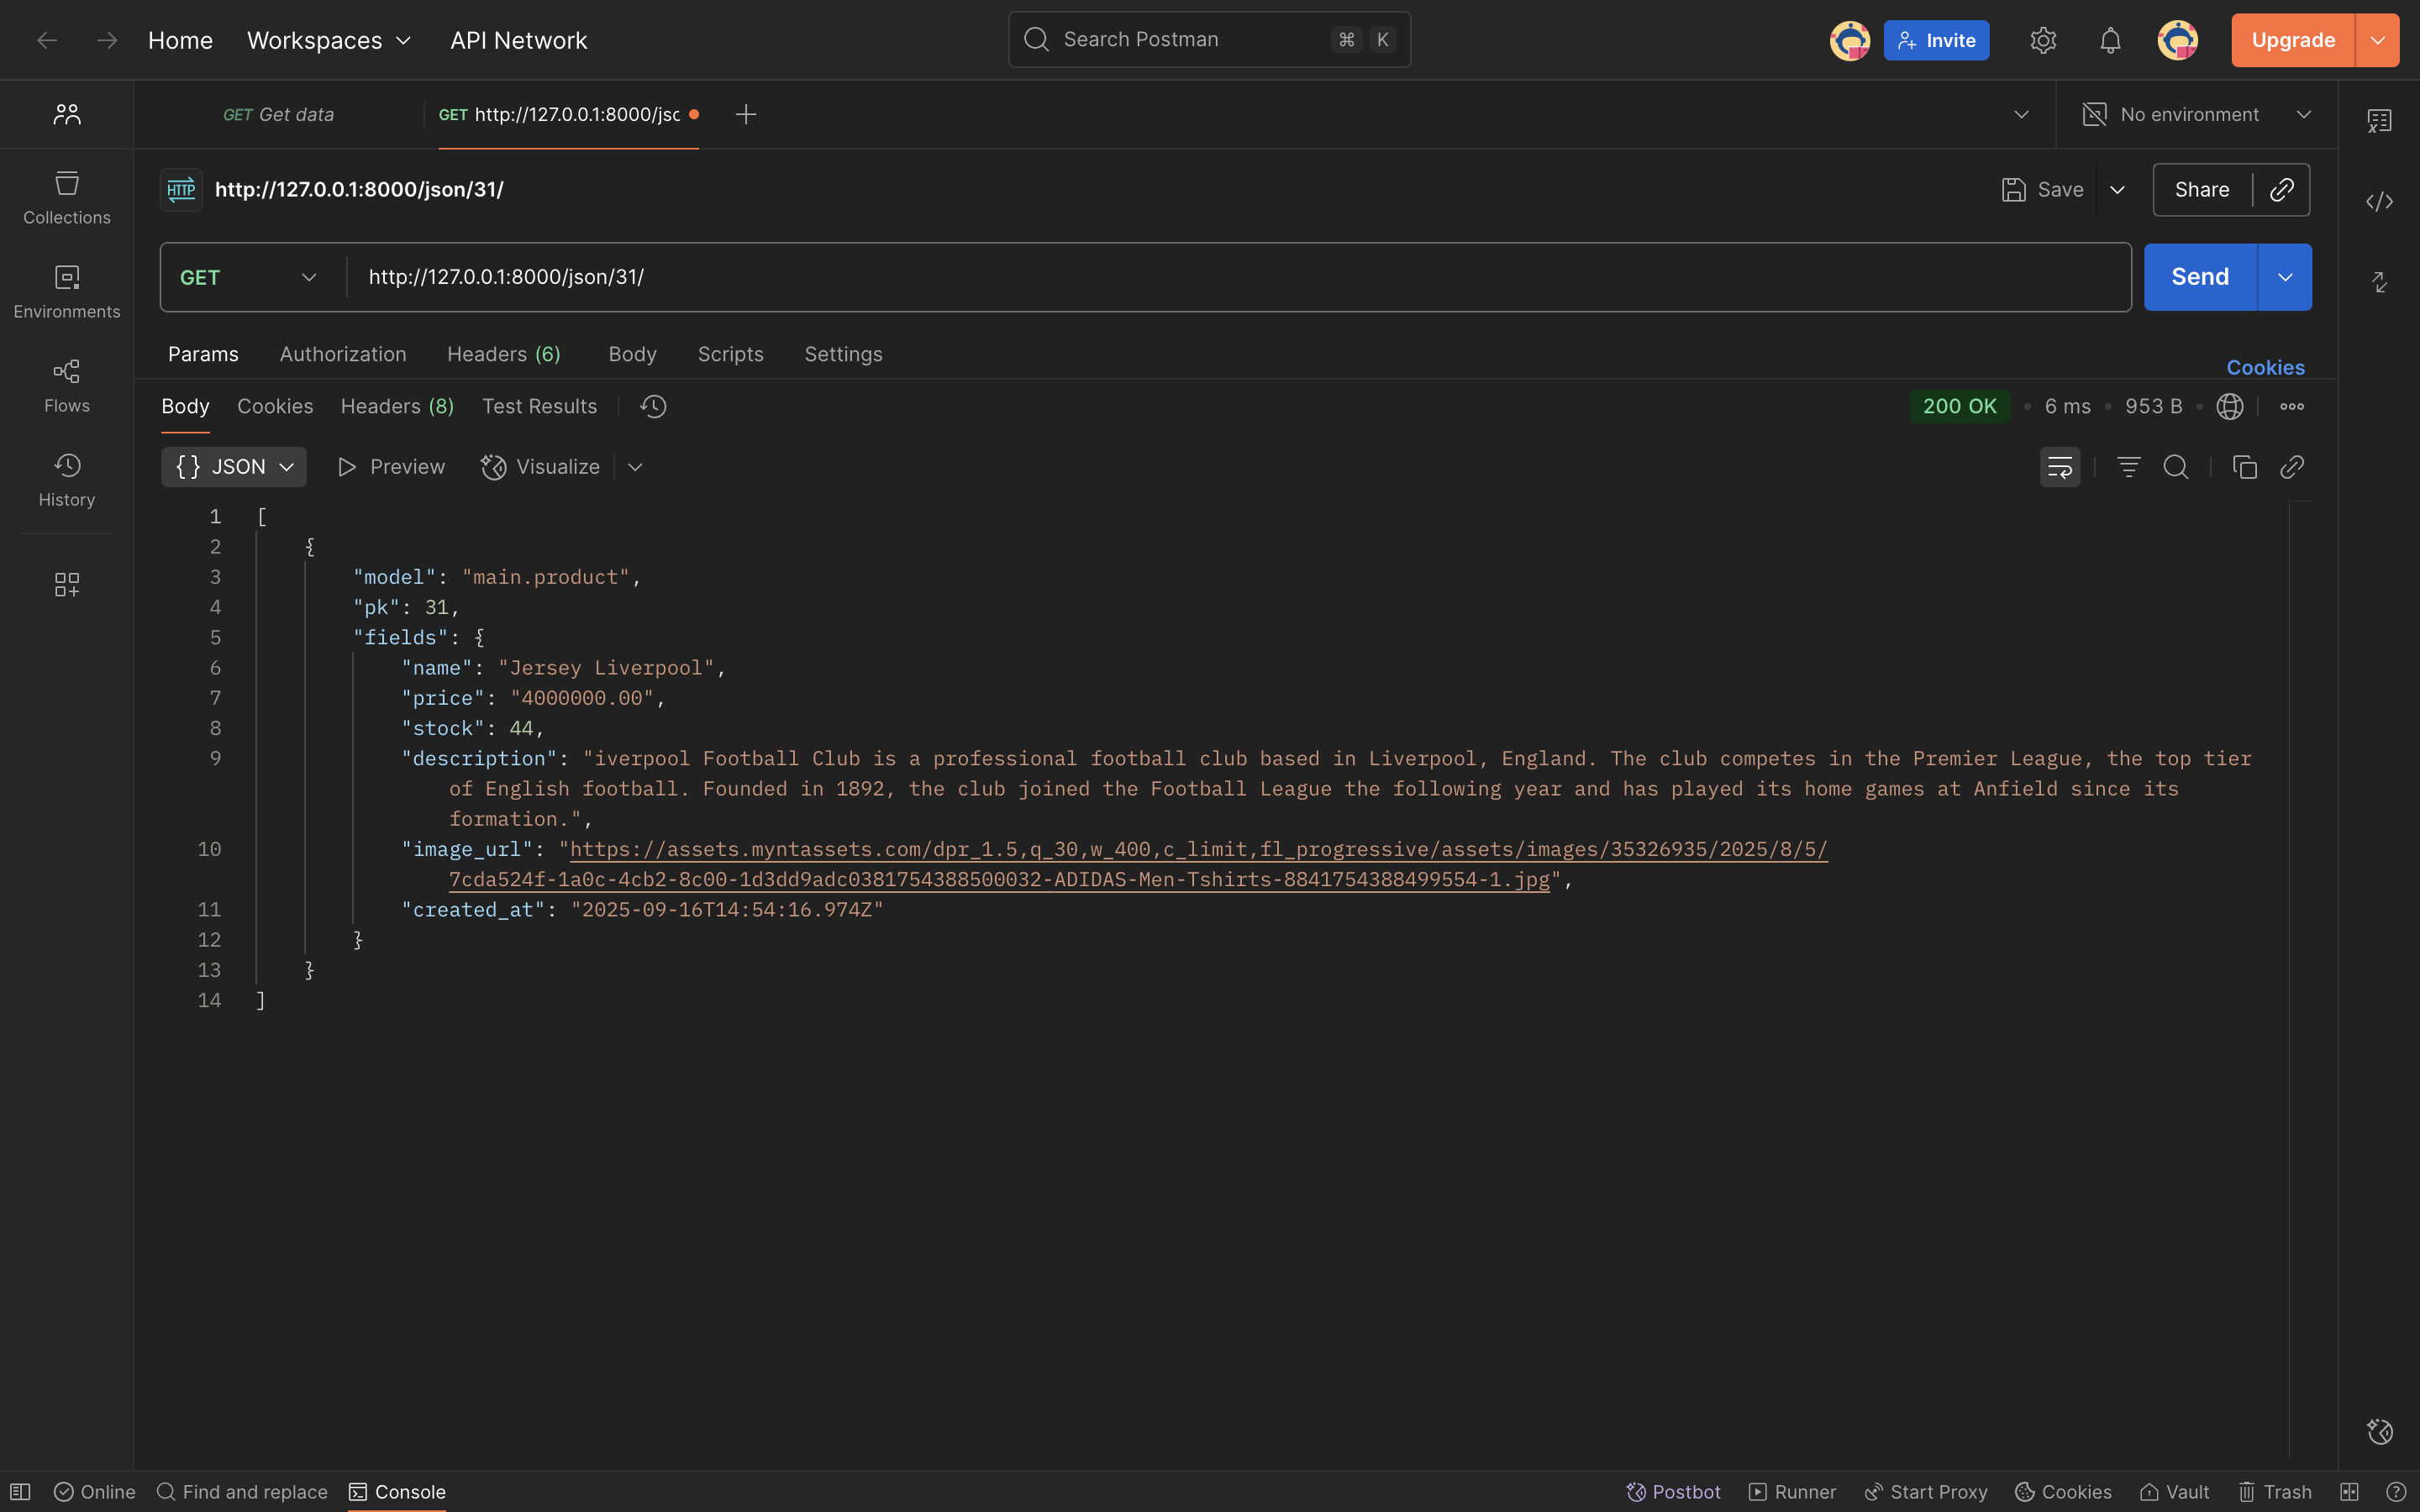 Home Workspaces API Network Search Postman ⌘ K Invite Upgrade
GET Get data GET http://127.0.0.1:8000/jsc No environment
HTTP http://127.0.0.1:8000/json/31/ Save Share
GET http://127.0.0.1:8000/json/31/ Send
Params Authorization Headers (6) Body Scripts Settings Cookies
Body Cookies Headers (8) Test Results 200 OK • 6 ms • 953 B •
{} JSON Preview Visualize
Collections
Environments
Flows
History
1 [
2 {
3 "model": "main.product",
4 "pk": 31,
5 "fields": {
6 "name": "Jersey Liverpool",
7 "price": "4000000.00",
8 "stock": 44,
9 "description": "iverpool Football Club is a professional football club based in Liverpool, England. The club competes in the Premier League, the top tier
of English football. Founded in 1892, the club joined the Football League the following year and has played its home games at Anfield since its
formation.",
10 "image_url": "https://assets.myntassets.com/dpr_1.5,q_30,w_400,c_limit,fl_progressive/assets/images/35326935/2025/8/5/
7cda524f-1a0c-4cb2-8c00-1d3dd9adc0381754388500032-ADIDAS-Men-Tshirts-8841754388499554-1.jpg",
11 "created_at": "2025-09-16T14:54:16.974Z"
12 }
13 }
14 ]
Online Find and replace Console Postbot Runner Start Proxy Cookies Vault Trash